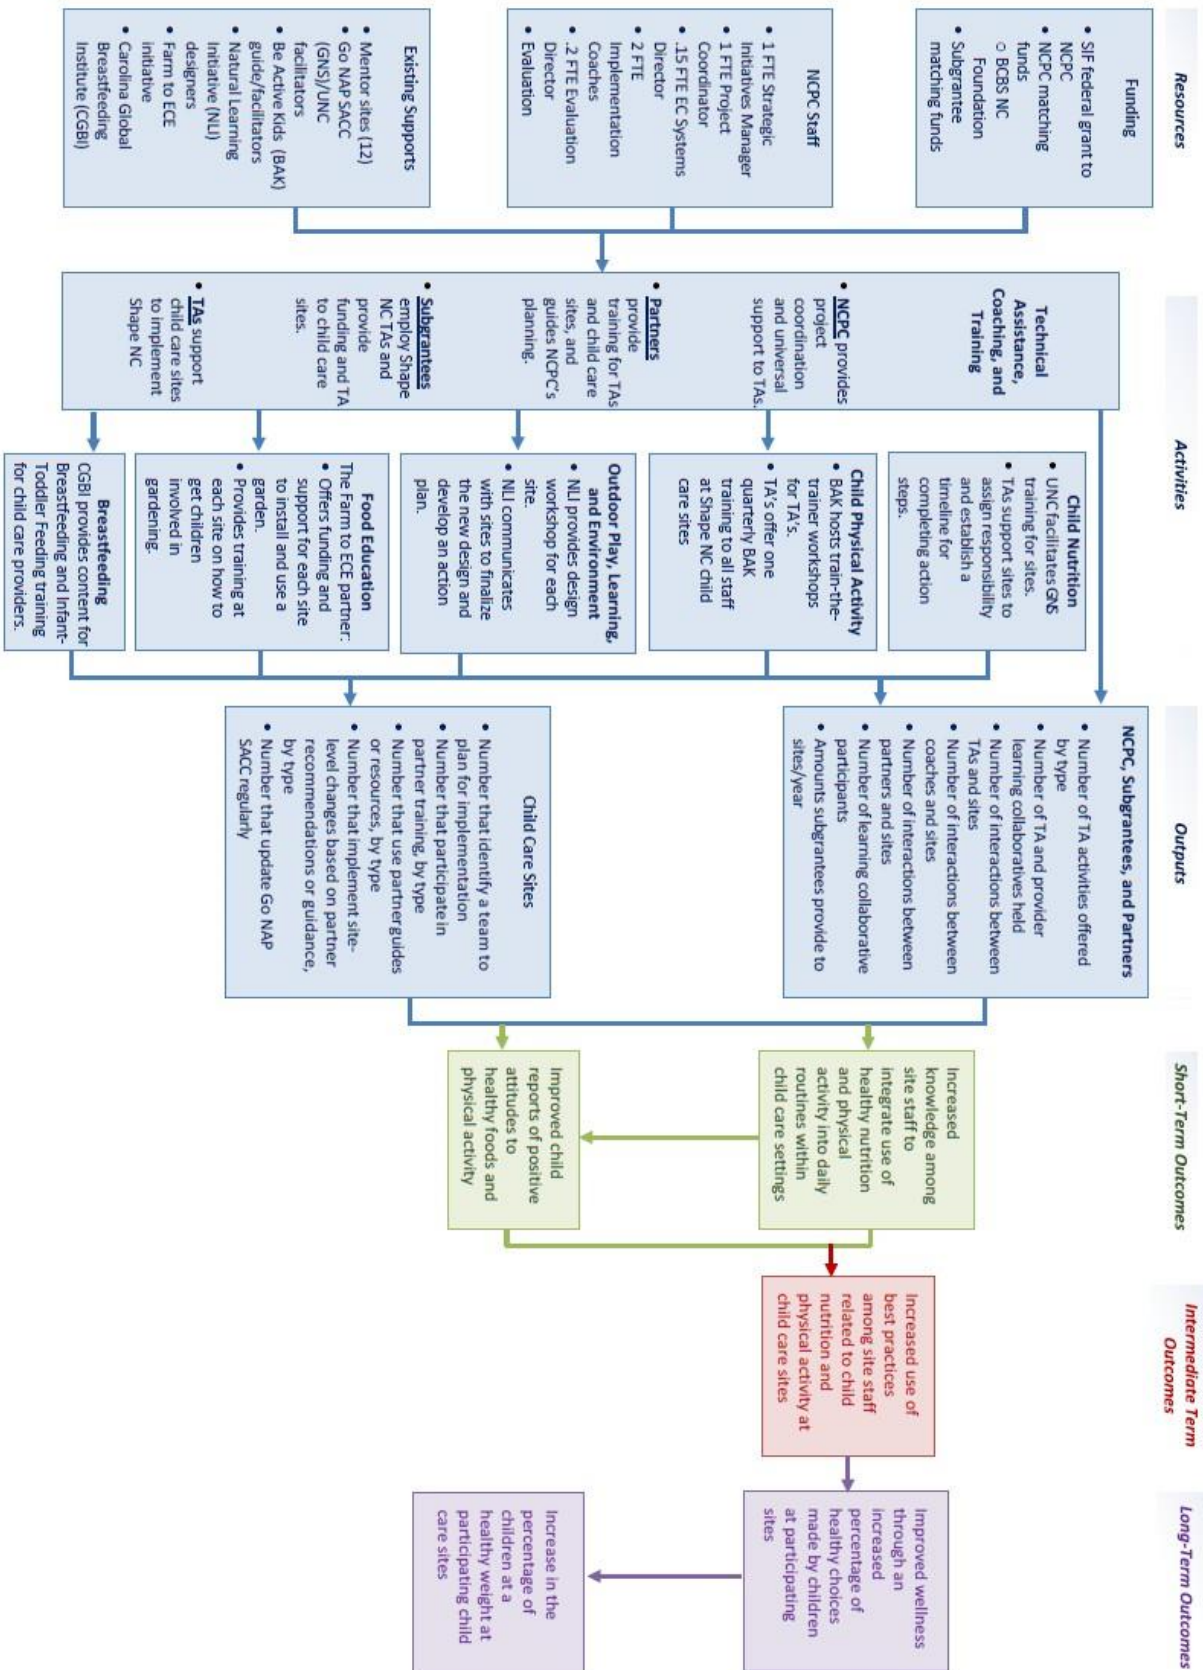 Resources
Funding
• SIF federal grant to
NCPC
• NCPC matching
funds
○ BCBS NC
Foundation
• Subgrantee
matching funds
NCPC Staff
• 1 FTE Strategic
Initiatives Manager
• 1 FTE Project
Coordinator
• .15 FTE EC Systems
Director
• 2 FTE
Implementation
Coaches
• .2 FTE Evaluation
Director
• Evaluation
Existing Supports
• Mentor sites (12)
• Go NAP SACC
(GNS)/UNC
facilitators
• Be Active Kids (BAK)
guide/facilitators
• Natural Learning
Initiative (NLI)
designers
• Farm to ECE
initiative
• Carolina Global
Breastfeeding
Institute (CGBI)
Activities
Technical
Assistance,
Coaching, and
Training
• NCPC provides
project
coordination
and universal
support to TAs.
• Partners
provide
training for TAs
and child care
sites, and
guides NCPC's
planning.
• Subgrantees
employ Shape
NC TAs and
provide
funding and TA
to child care
sites.
• TAs support
child care sites
to implement
Shape NC
Child Nutrition
• UNC facilitates GNS
training for sites.
• TAs support sites to
assign responsibility
and establish a
timeline for
completing action
steps.
Child Physical Activity
• BAK hosts train-the-
trainer workshops
for TA's.
• TA's offer one
quarterly BAK
training to all staff
at Shape NC child
care sites
Outdoor Play, Learning,
and Environment
• NLI provides design
workshop for each
site.
• NLI communicates
with sites to finalize
the new design and
develop an action
plan.
Food Education
The Farm to ECE partner:
• Offers funding and
support for each site
to install and use a
garden.
• Provides training at
each site on how to
get children
involved in
gardening.
Breastfeeding
CGBI provides content for
Breastfeeding and Infant-
Toddler Feeding training
for child care providers.
Outputs
NCPC, Subgrantees, and Partners
• Number of TA activities offered
by type
• Number of TA and provider
learning collaboratives held
• Number of interactions between
TAs and sites
• Number of interactions between
coaches and sites
• Number of interactions between
partners and sites
• Number of learning collaborative
participants
• Amounts subgrantees provide to
sites/year
Child Care Sites
• Number that identify a team to
plan for implementation
• Number that participate in
partner training, by type
• Number that use partner guides
or resources, by type
• Number that implement site-
level changes based on partner
recommendations or guidance,
by type
• Number that update Go NAP
SACC regularly
Short-Term Outcomes
Increased
knowledge among
site staff to
integrate use of
healthy nutrition
and physical
activity into daily
routines within
child care settings
Improved child
reports of positive
attitudes to
healthy foods and
physical activity
Intermediate Term
Outcomes
Increased use of
best practices
among site staff
related to child
nutrition and
physical activity at
child care sites
Long-Term Outcomes
Improved wellness
through an
increased
percentage of
healthy choices
made by children
at participating
sites
Increase in the
percentage of
children at a
healthy weight at
participating child
care sites